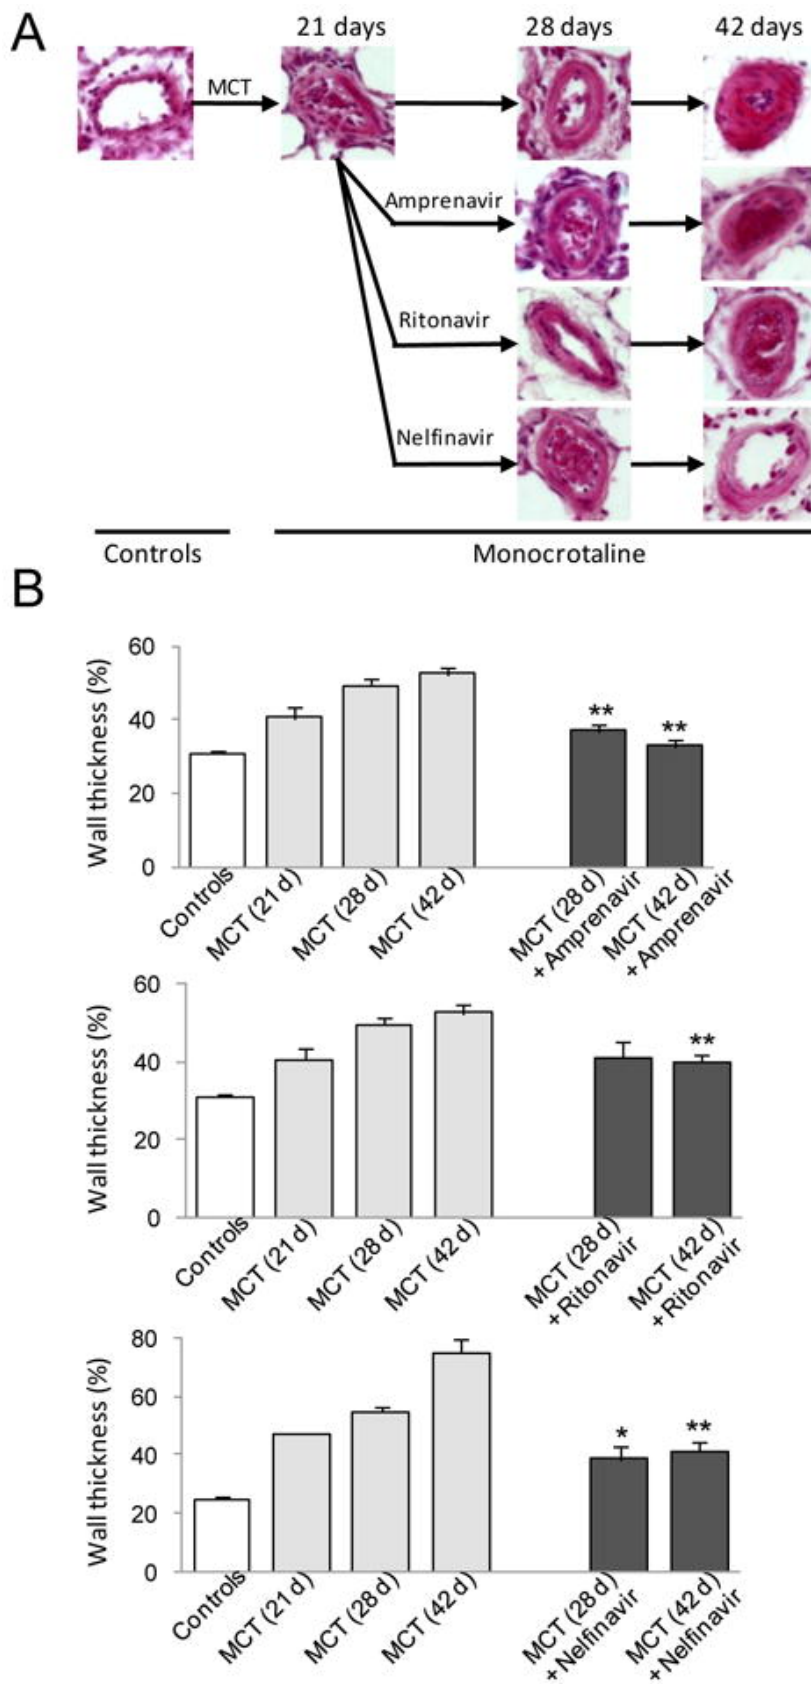 A
21 days 28 days 42 days
MCT
Amprenavir
Ritonavir
Nelfinavir
Controls Monocrotaline
B
Wall thickness (%)
60
40
20
0
** **
Controls
MCT (21 d)
MCT (28 d)
MCT (42 d)
MCT (28 d)
+ Amprenavir
MCT (42 d)
+ Amprenavir
Wall thickness (%)
60
40
20
0
**
Controls
MCT (21 d)
MCT (28 d)
MCT (42 d)
MCT (28 d)
+ Ritonavir
MCT (42 d)
+ Ritonavir
Wall thickness (%)
80
60
40
20
0
* **
Controls
MCT (21 d)
MCT (28 d)
MCT (42 d)
MCT (28 d)
+ Nelfinavir
MCT (42 d)
+ Nelfinavir